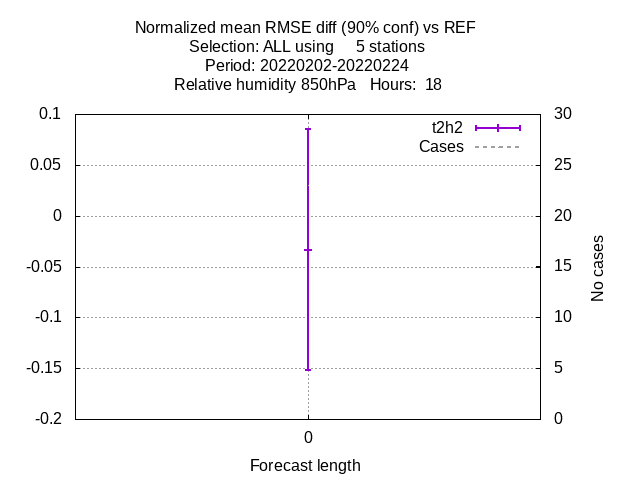 Normalized mean RMSE diff (90% conf) vs REF
Selection: ALL using     5 stations
Period: 20220202-20220224
Relative humidity 850hPa   Hours:  18
t2h2
Cases
0.1
0.05
0
-0.05
-0.1
-0.15
-0.2
30
25
20
15
10
5
0
No cases
0
Forecast length